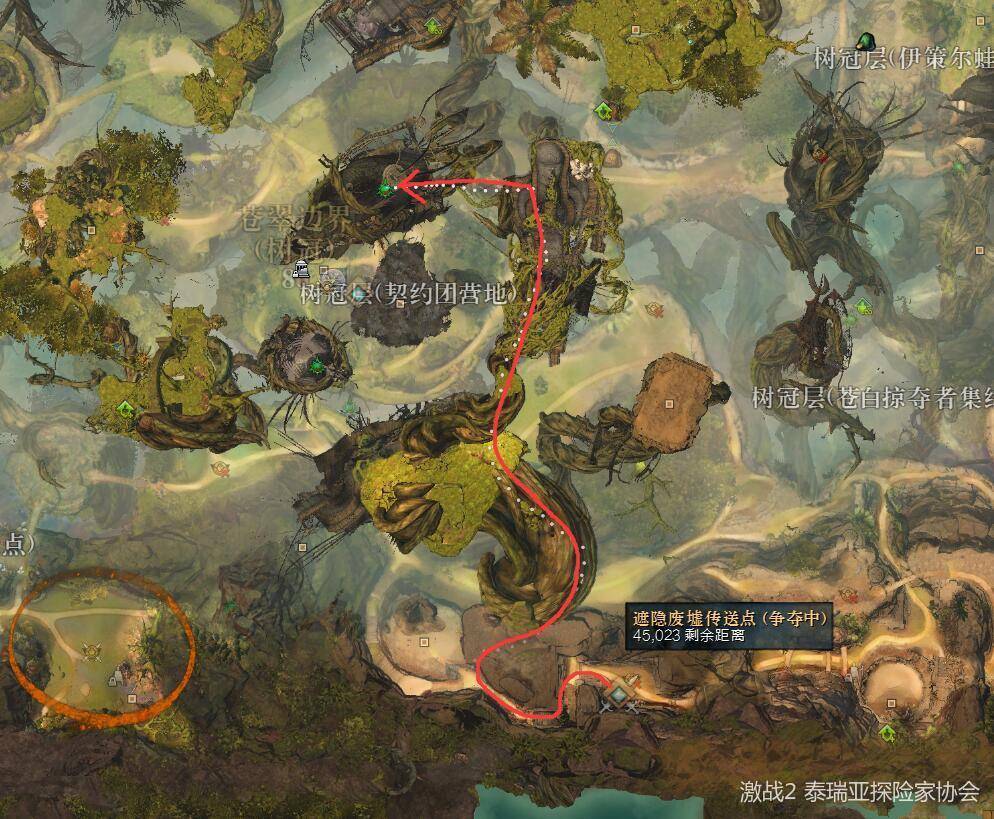 树冠层(伊策尔蛙
苍翠边界
(树冠)
树冠层(契约团营地)
树冠层(苍白掠夺者集结
点)
遮隐废墟传送点 (争夺中)
45,023 剩余距离
激战2 泰瑞亚探险家协会